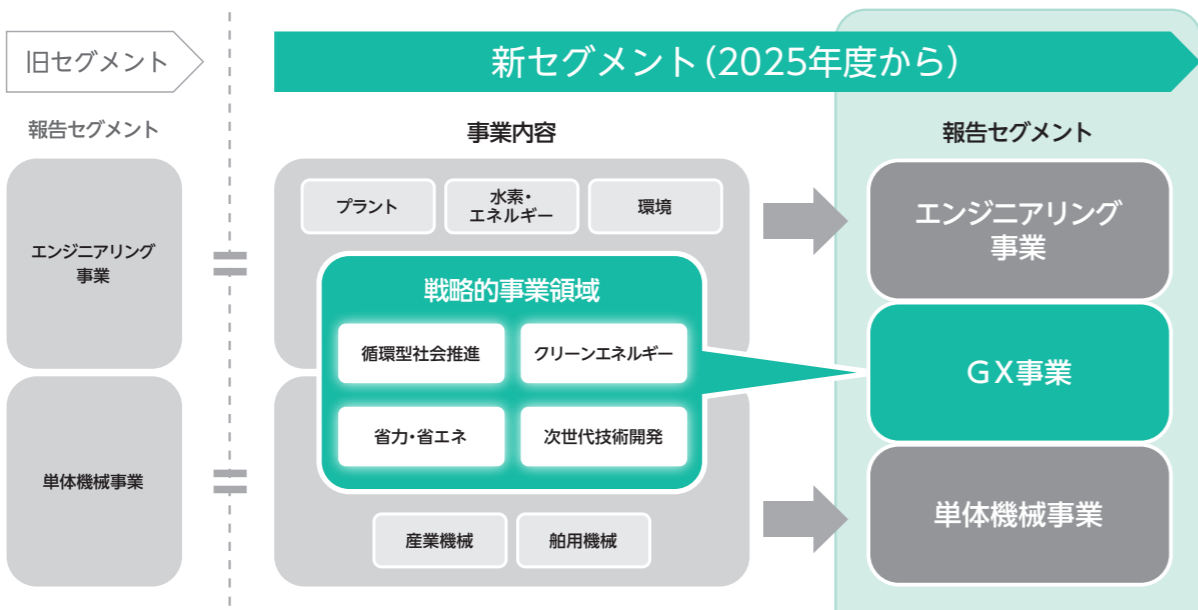 旧セグメント
新セグメント(2025年度から)
報告セグメント
事業内容
報告セグメント
エンジニアリング
事業
単体機械事業
プラント
水素・
エネルギー
環境
戦略的事業領域
循環型社会推進
クリーンエネルギー
省力・省エネ
次世代技術開発
産業機械
舶用機械
エンジニアリング
事業
GX事業
単体機械事業